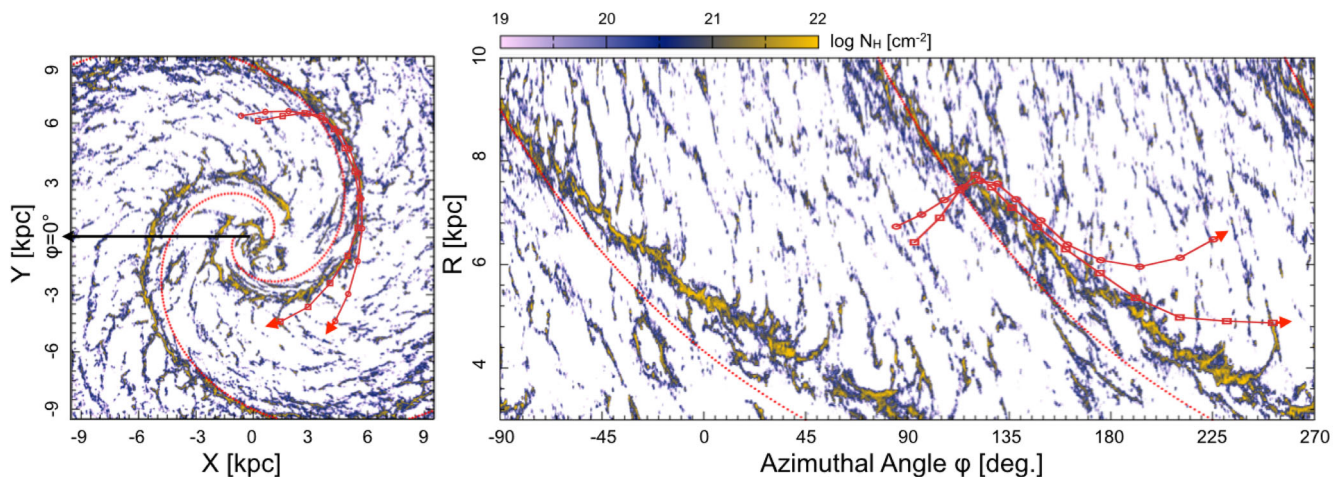 19 20 21 22
log N_H [cm⁻²]
9
6
3
0
-3
-6
-9
Y [kpc]
φ=0°
-9 -6 -3 0 3 6 9
X [kpc]
10
8
6
4
R [kpc]
-90 -45 0 45 90 135 180 225 270
Azimuthal Angle φ [deg.]